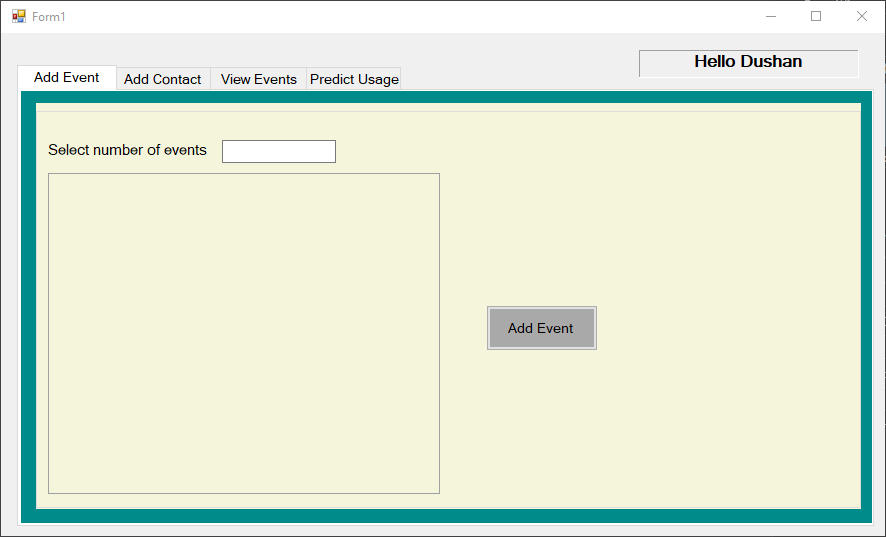 Form1
Hello Dushan
Add Event Add Contact View Events Predict Usage
Select number of events
Add Event